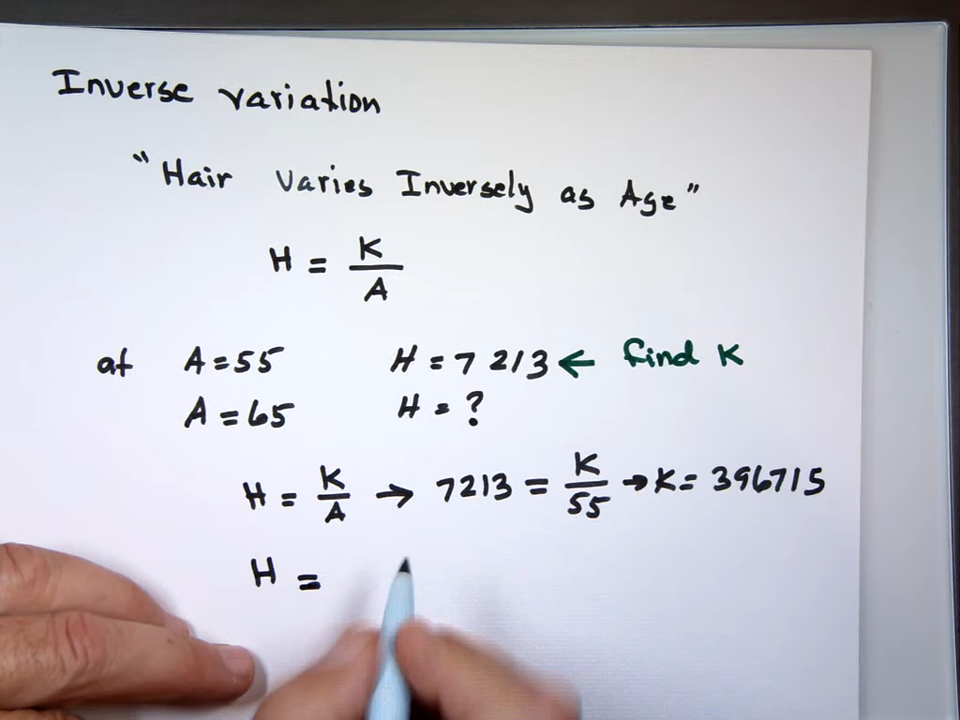 Inverse variation
"Hair varies Inversely as Age"
H = K/A
at A = 55 H = 7213 ← find K
A = 65 H = ?
H = K/A → 7213 = K/55 → K = 396715
H =